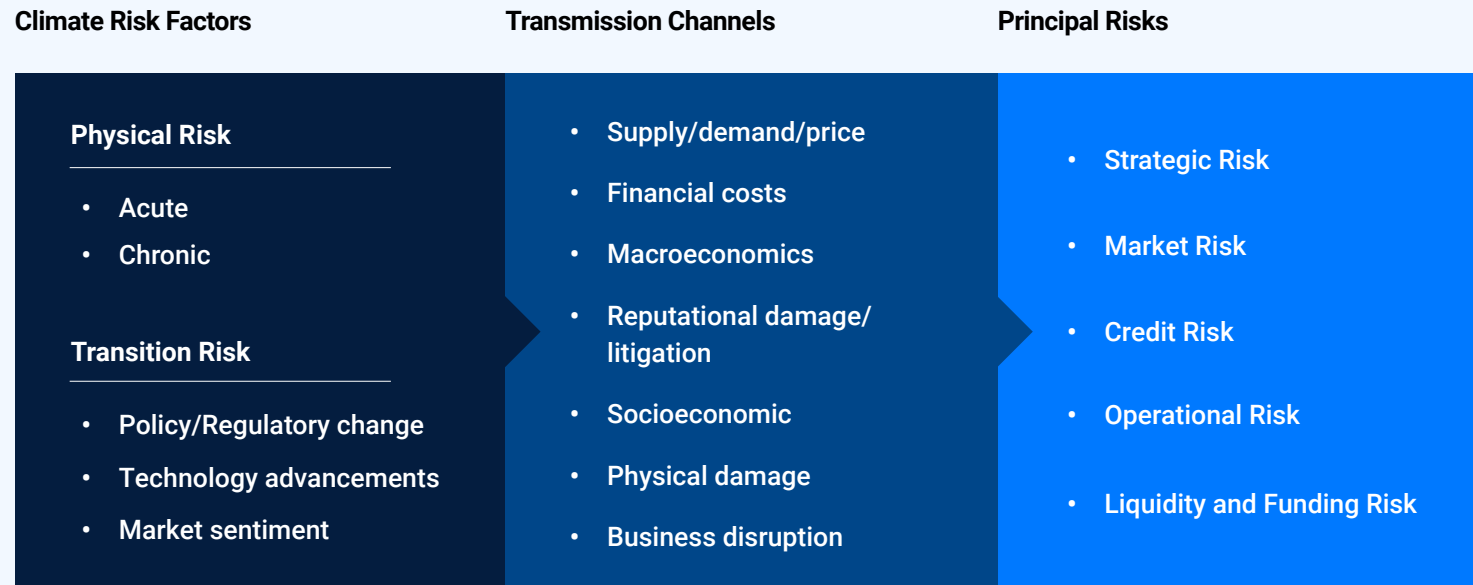 Climate Risk Factors
Transmission Channels
Principal Risks
Physical Risk
• Acute
• Chronic
Transition Risk
• Policy/Regulatory change
• Technology advancements
• Market sentiment
• Supply/demand/price
• Financial costs
• Macroeconomics
• Reputational damage/
litigation
• Socioeconomic
• Physical damage
• Business disruption
• Strategic Risk
• Market Risk
• Credit Risk
• Operational Risk
• Liquidity and Funding Risk